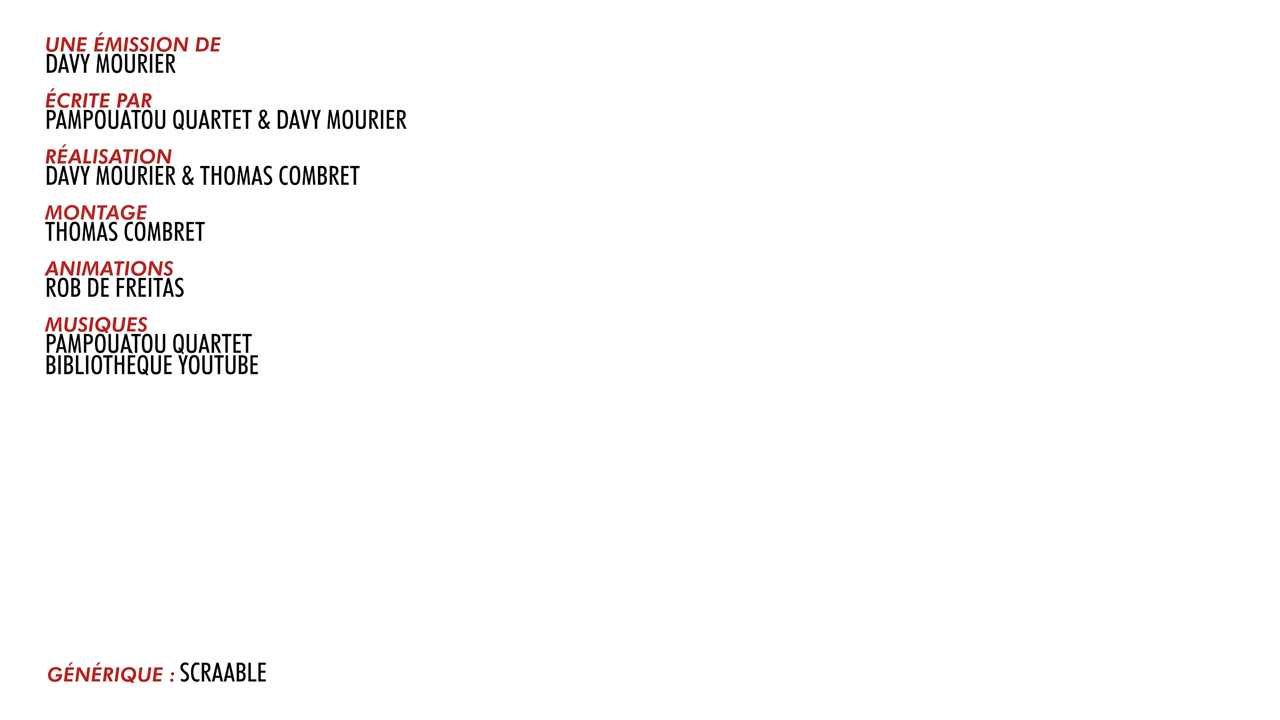 UNE ÉMISSION DE
DAVY MOURIER
ÉCRITE PAR
PAMPOUATOU QUARTET & DAVY MOURIER
RÉALISATION
DAVY MOURIER & THOMAS COMBRET
MONTAGE
THOMAS COMBRET
ANIMATIONS
ROB DE FREITAS
MUSIQUES
PAMPOUATOU QUARTET
BIBLIOTHÈQUE YOUTUBE
GÉNÉRIQUE : SCRAABLE